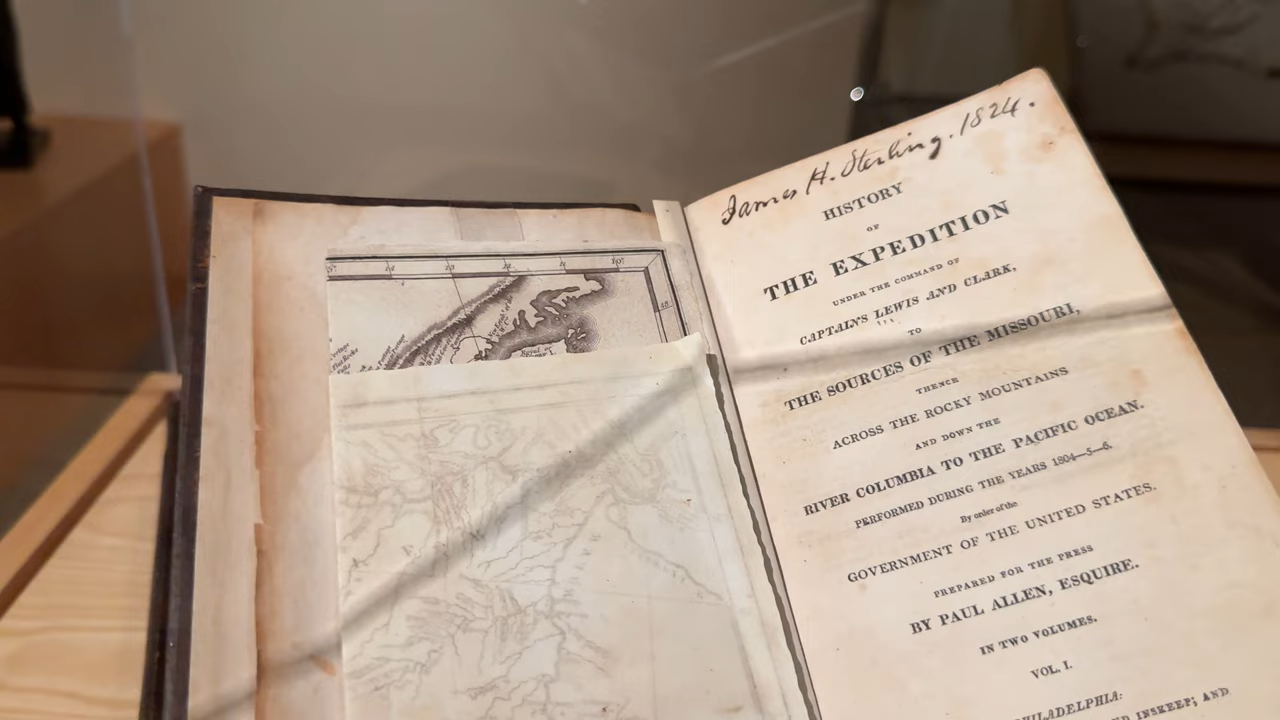 James H. Sterling. 1824.
HISTORY
OF
THE EXPEDITION
UNDER THE COMMAND OF
CAPTAINS LEWIS AND CLARK,
TO
THE SOURCES OF THE MISSOURI,
THENCE
ACROSS THE ROCKY MOUNTAINS
AND DOWN THE
RIVER COLUMBIA TO THE PACIFIC OCEAN.
PERFORMED DURING THE YEARS 1804—5—6.
By order of the
GOVERNMENT OF THE UNITED STATES.
PREPARED FOR THE PRESS
BY PAUL ALLEN, ESQUIRE.
IN TWO VOLUMES.
VOL. I.
PHILADELPHIA:
INSKEEP; AND